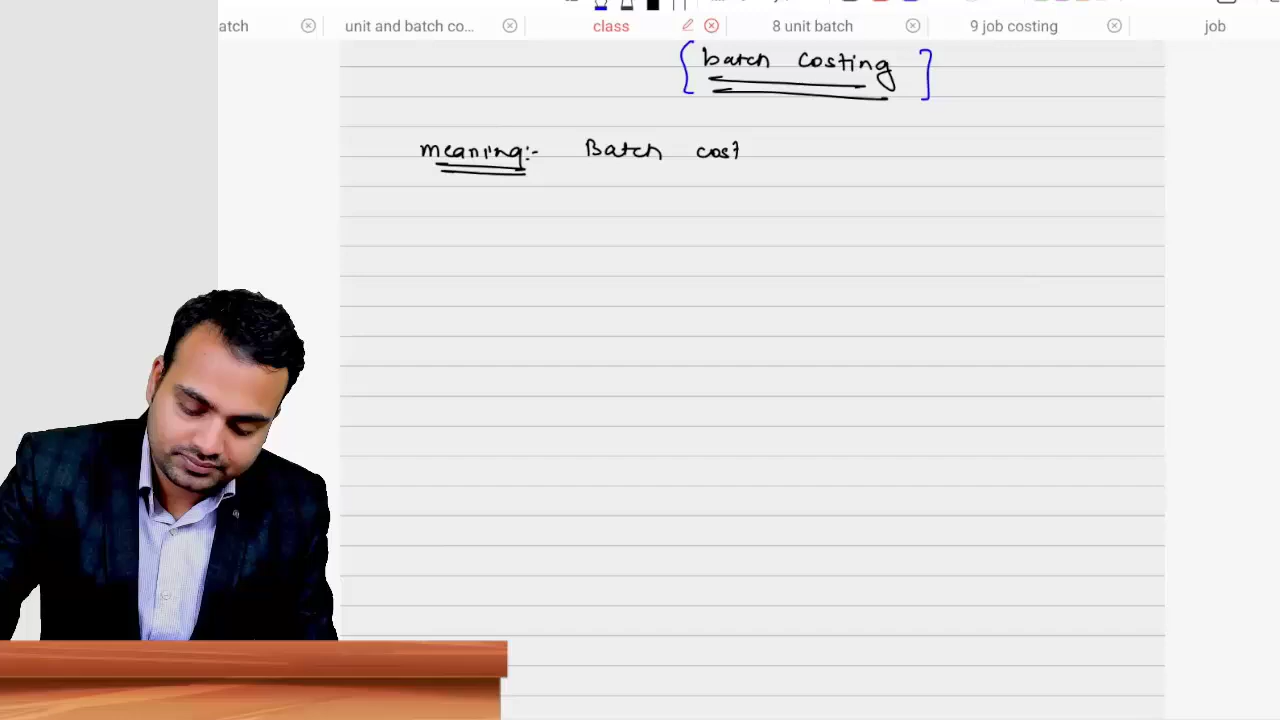 atch unit and batch co... class 8 unit batch 9 job costing job
[batch costing]
meaning:- Batch cost